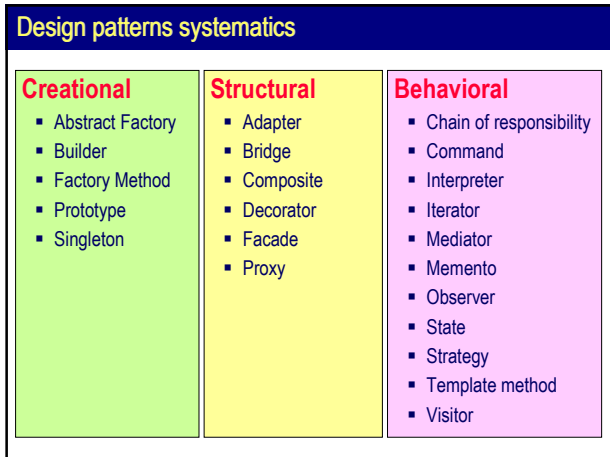 Design patterns systematics
Creational
▪ Abstract Factory
▪ Builder
▪ Factory Method
▪ Prototype
▪ Singleton
Structural
▪ Adapter
▪ Bridge
▪ Composite
▪ Decorator
▪ Facade
▪ Proxy
Behavioral
▪ Chain of responsibility
▪ Command
▪ Interpreter
▪ Iterator
▪ Mediator
▪ Memento
▪ Observer
▪ State
▪ Strategy
▪ Template method
▪ Visitor